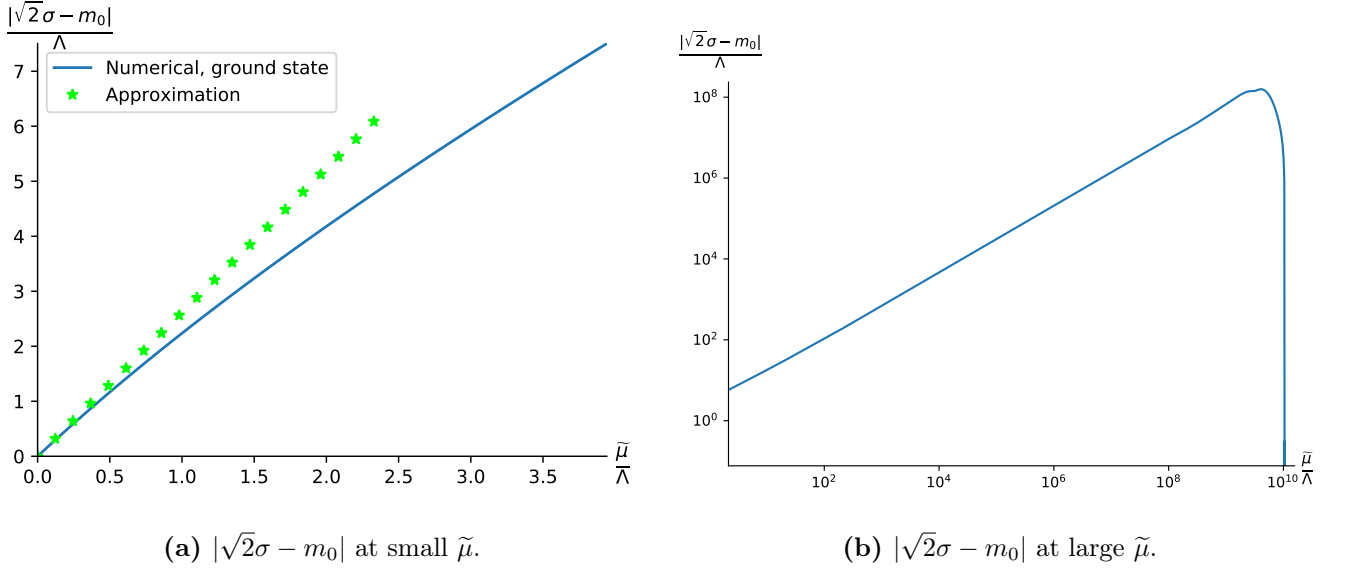 |√2σ − m₀|
Λ
7
6
5
4
3
2
1
0
Numerical, ground state
Approximation
0.0 0.5 1.0 1.5 2.0 2.5 3.0 3.5
μ̃
Λ
(a) |√2σ − m₀| at small μ̃.
|√2σ − m₀|
Λ
10⁸
10⁶
10⁴
10²
10⁰
10² 10⁴ 10⁶ 10⁸ 10¹⁰
μ̃
Λ
(b) |√2σ − m₀| at large μ̃.